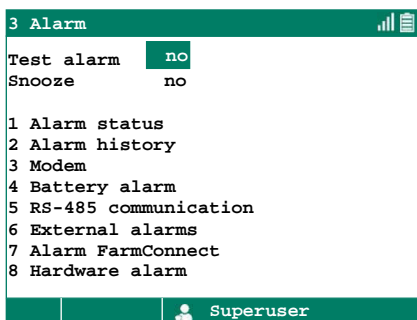 3 Alarm
Test alarm no
Snooze no
1 Alarm status
2 Alarm history
3 Modem
4 Battery alarm
5 RS-485 communication
6 External alarms
7 Alarm FarmConnect
8 Hardware alarm
Superuser